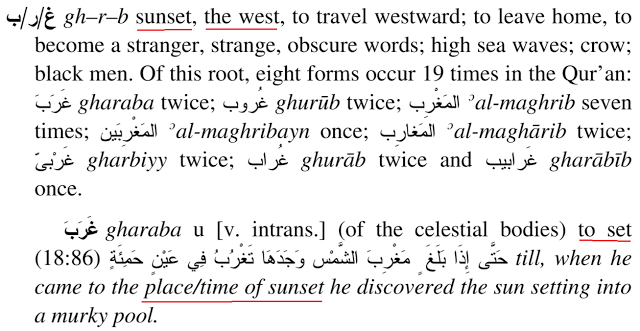 غ/ر/ب gh–r–b sunset, the west, to travel westward; to leave home, to
become a stranger, strange, obscure words; high sea waves; crow;
black men. Of this root, eight forms occur 19 times in the Qur'an:
غَرَبَ gharaba twice; غُروب ghurūb twice; المَغْرِب ʾal-maghrib seven
times; المَغْرِبَين ʾal-maghribayn once; المَغارِب ʾal-maghārib twice;
غَرْبىّ gharbiyy twice; غُراب ghurāb twice and غَرابيب gharābīb
once.
غَرَبَ gharaba u [v. intrans.] (of the celestial bodies) to set
(18:86) حَتَّى إِذَا بَلَغَ مَغْرِبَ الشَّمْس وَجَدَهَا تَغْرُبُ فِي عَيْنٍ حَمِئَةٍ till, when he
came to the place/time of sunset he discovered the sun setting into
a murky pool.